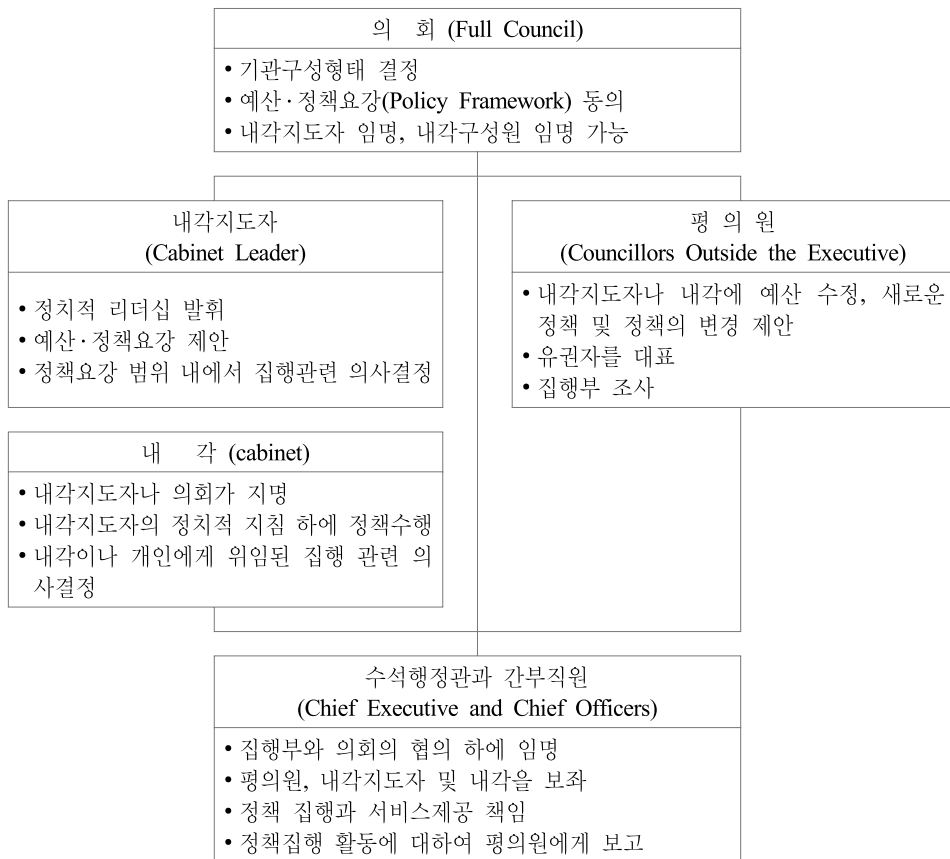 의 회 (Full Council)
• 기관구성형태 결정
• 예산·정책요강(Policy Framework) 동의
• 내각지도자 임명, 내각구성원 임명 가능
내각지도자
(Cabinet Leader)
• 정치적 리더십 발휘
• 예산·정책요강 제안
• 정책요강 범위 내에서 집행관련 의사결정
평 의 원
(Councillors Outside the Executive)
• 내각지도자나 내각에 예산 수정, 새로운
정책 및 정책의 변경 제안
• 유권자를 대표
• 집행부 조사
내 각 (cabinet)
• 내각지도자나 의회가 지명
• 내각지도자의 정치적 지침 하에 정책수행
• 내각이나 개인에게 위임된 집행 관련 의
사결정
수석행정관과 간부직원
(Chief Executive and Chief Officers)
• 집행부와 의회의 협의 하에 임명
• 평의원, 내각지도자 및 내각을 보좌
• 정책 집행과 서비스제공 책임
• 정책집행 활동에 대하여 평의원에게 보고